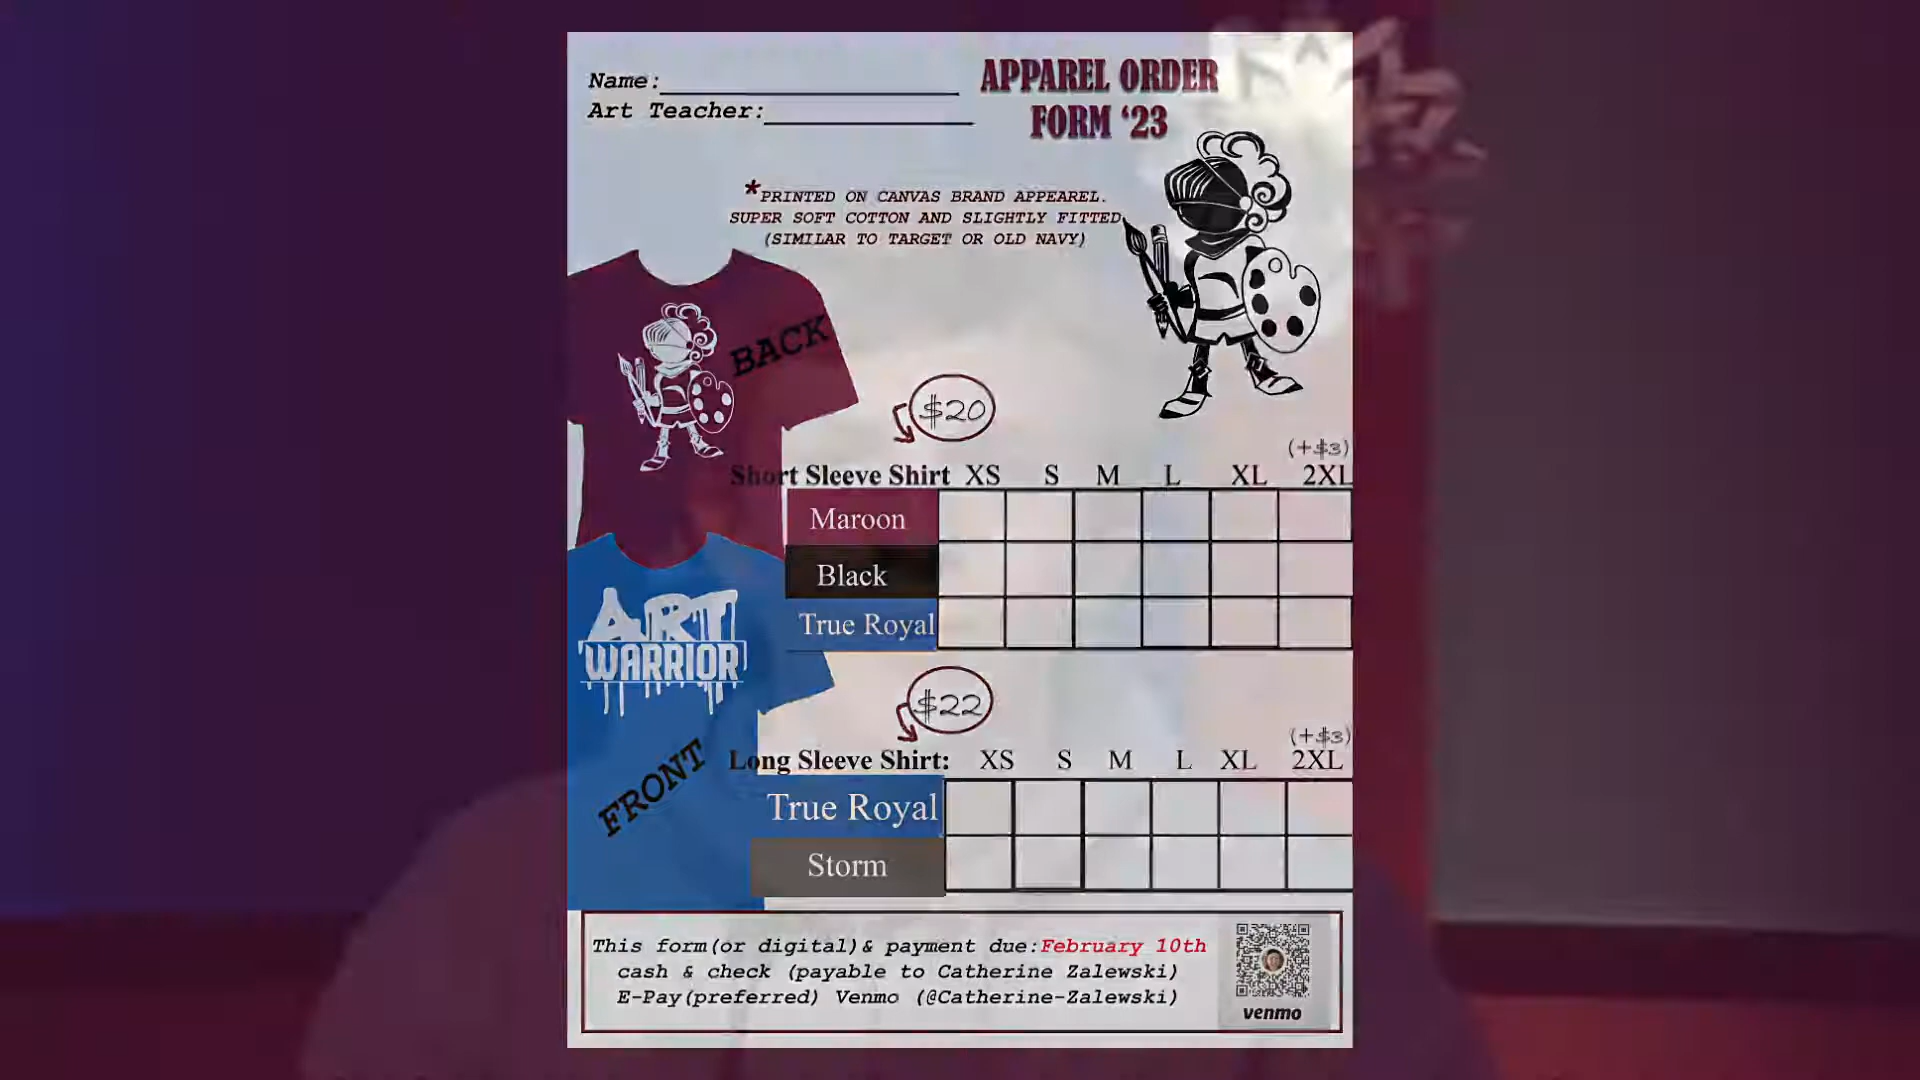 Name:
Art Teacher:
APPAREL ORDER
FORM ‘23
*PRINTED ON CANVAS BRAND APPEAREL.
SUPER SOFT COTTON AND SLIGHTLY FITTED
(SIMILAR TO TARGET OR OLD NAVY)
BACK
$20
(+$3)
Short Sleeve Shirt XS S M L XL 2XL
Maroon
Black
True Royal
ART
WARRIOR
FRONT
$22
(+$3)
Long Sleeve Shirt: XS S M L XL 2XL
True Royal
Storm
This form(or digital)& payment due:February 10th
cash & check (payable to Catherine Zalewski)
E-Pay(preferred) Venmo (@Catherine-Zalewski)
venmo